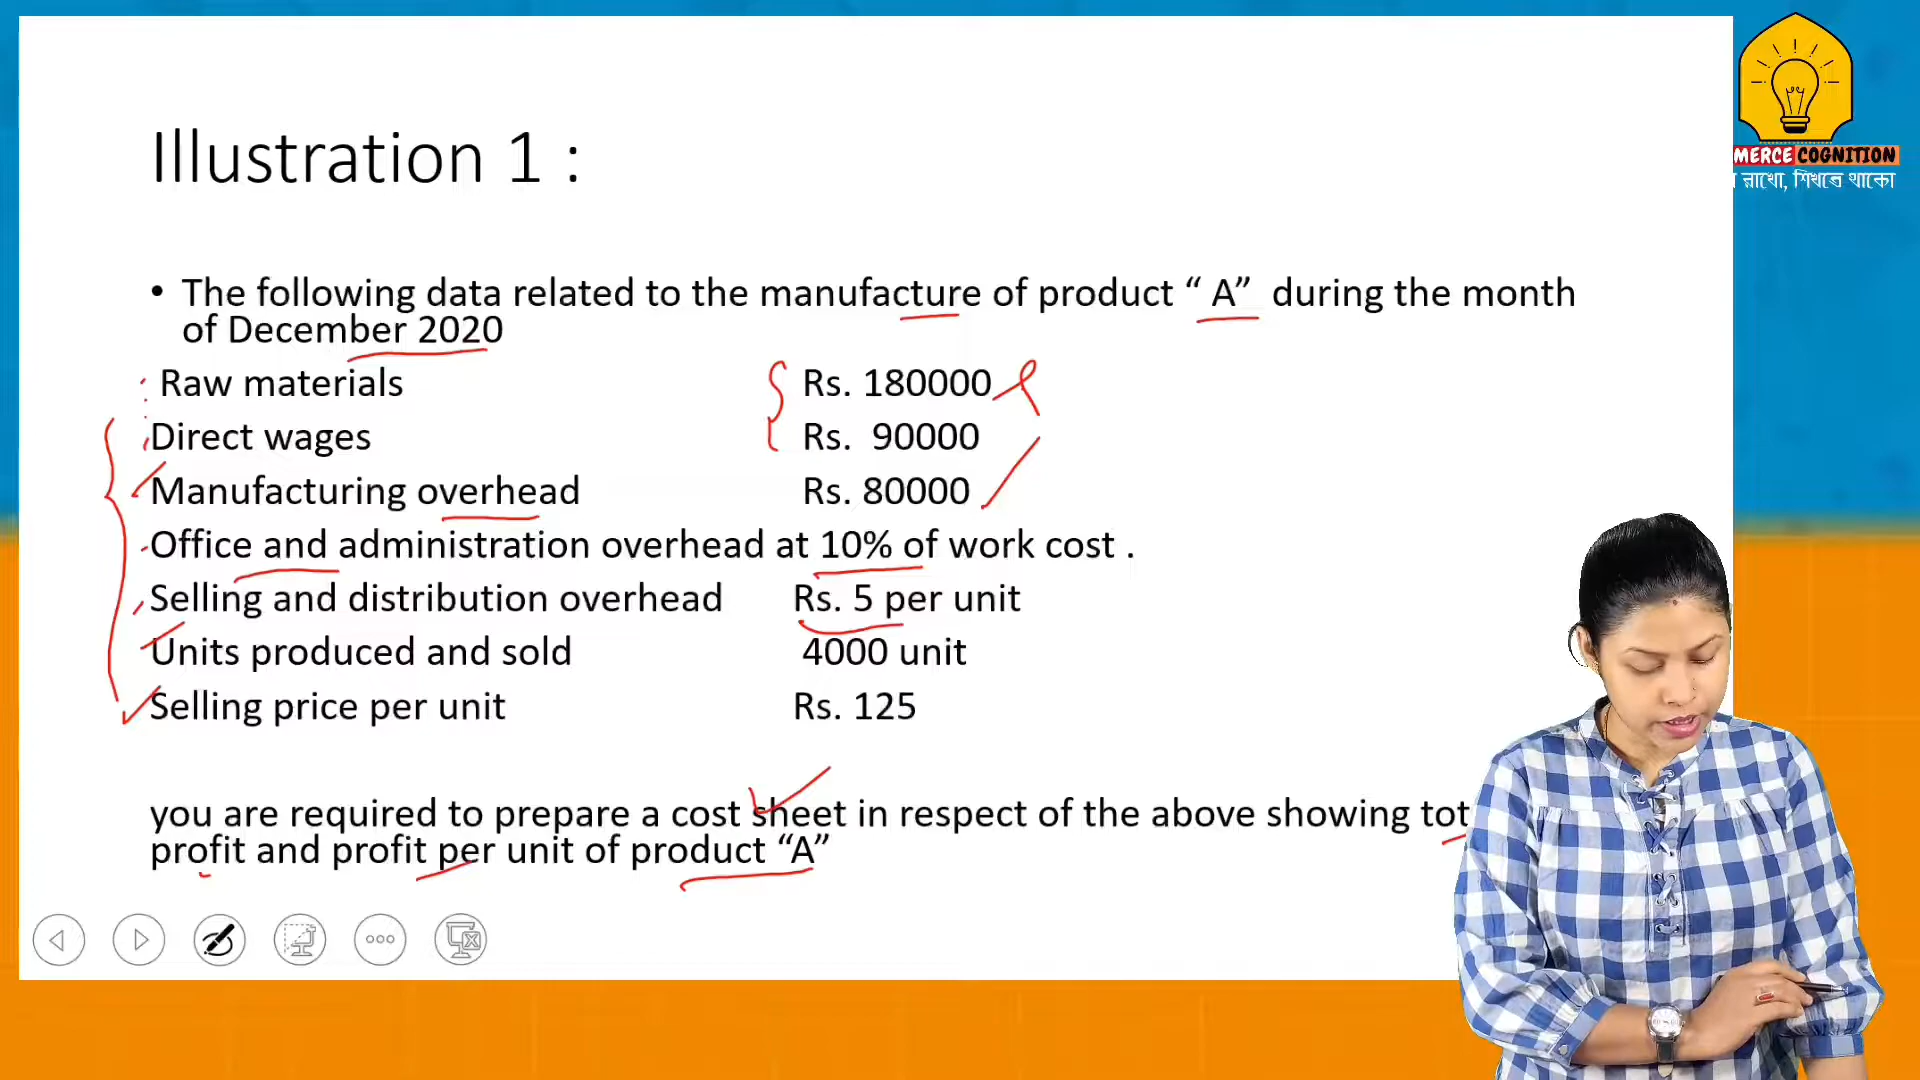 MERCE COGNITION
রাখো, শিখতে থাকো
Illustration 1 :
• The following data related to the manufacture of product “ A” during the month
of December 2020
Raw materials Rs. 180000
Direct wages Rs. 90000
Manufacturing overhead Rs. 80000
Office and administration overhead at 10% of work cost .
Selling and distribution overhead Rs. 5 per unit
Units produced and sold 4000 unit
Selling price per unit Rs. 125
you are required to prepare a cost sheet in respect of the above showing tot
profit and profit per unit of product “A”